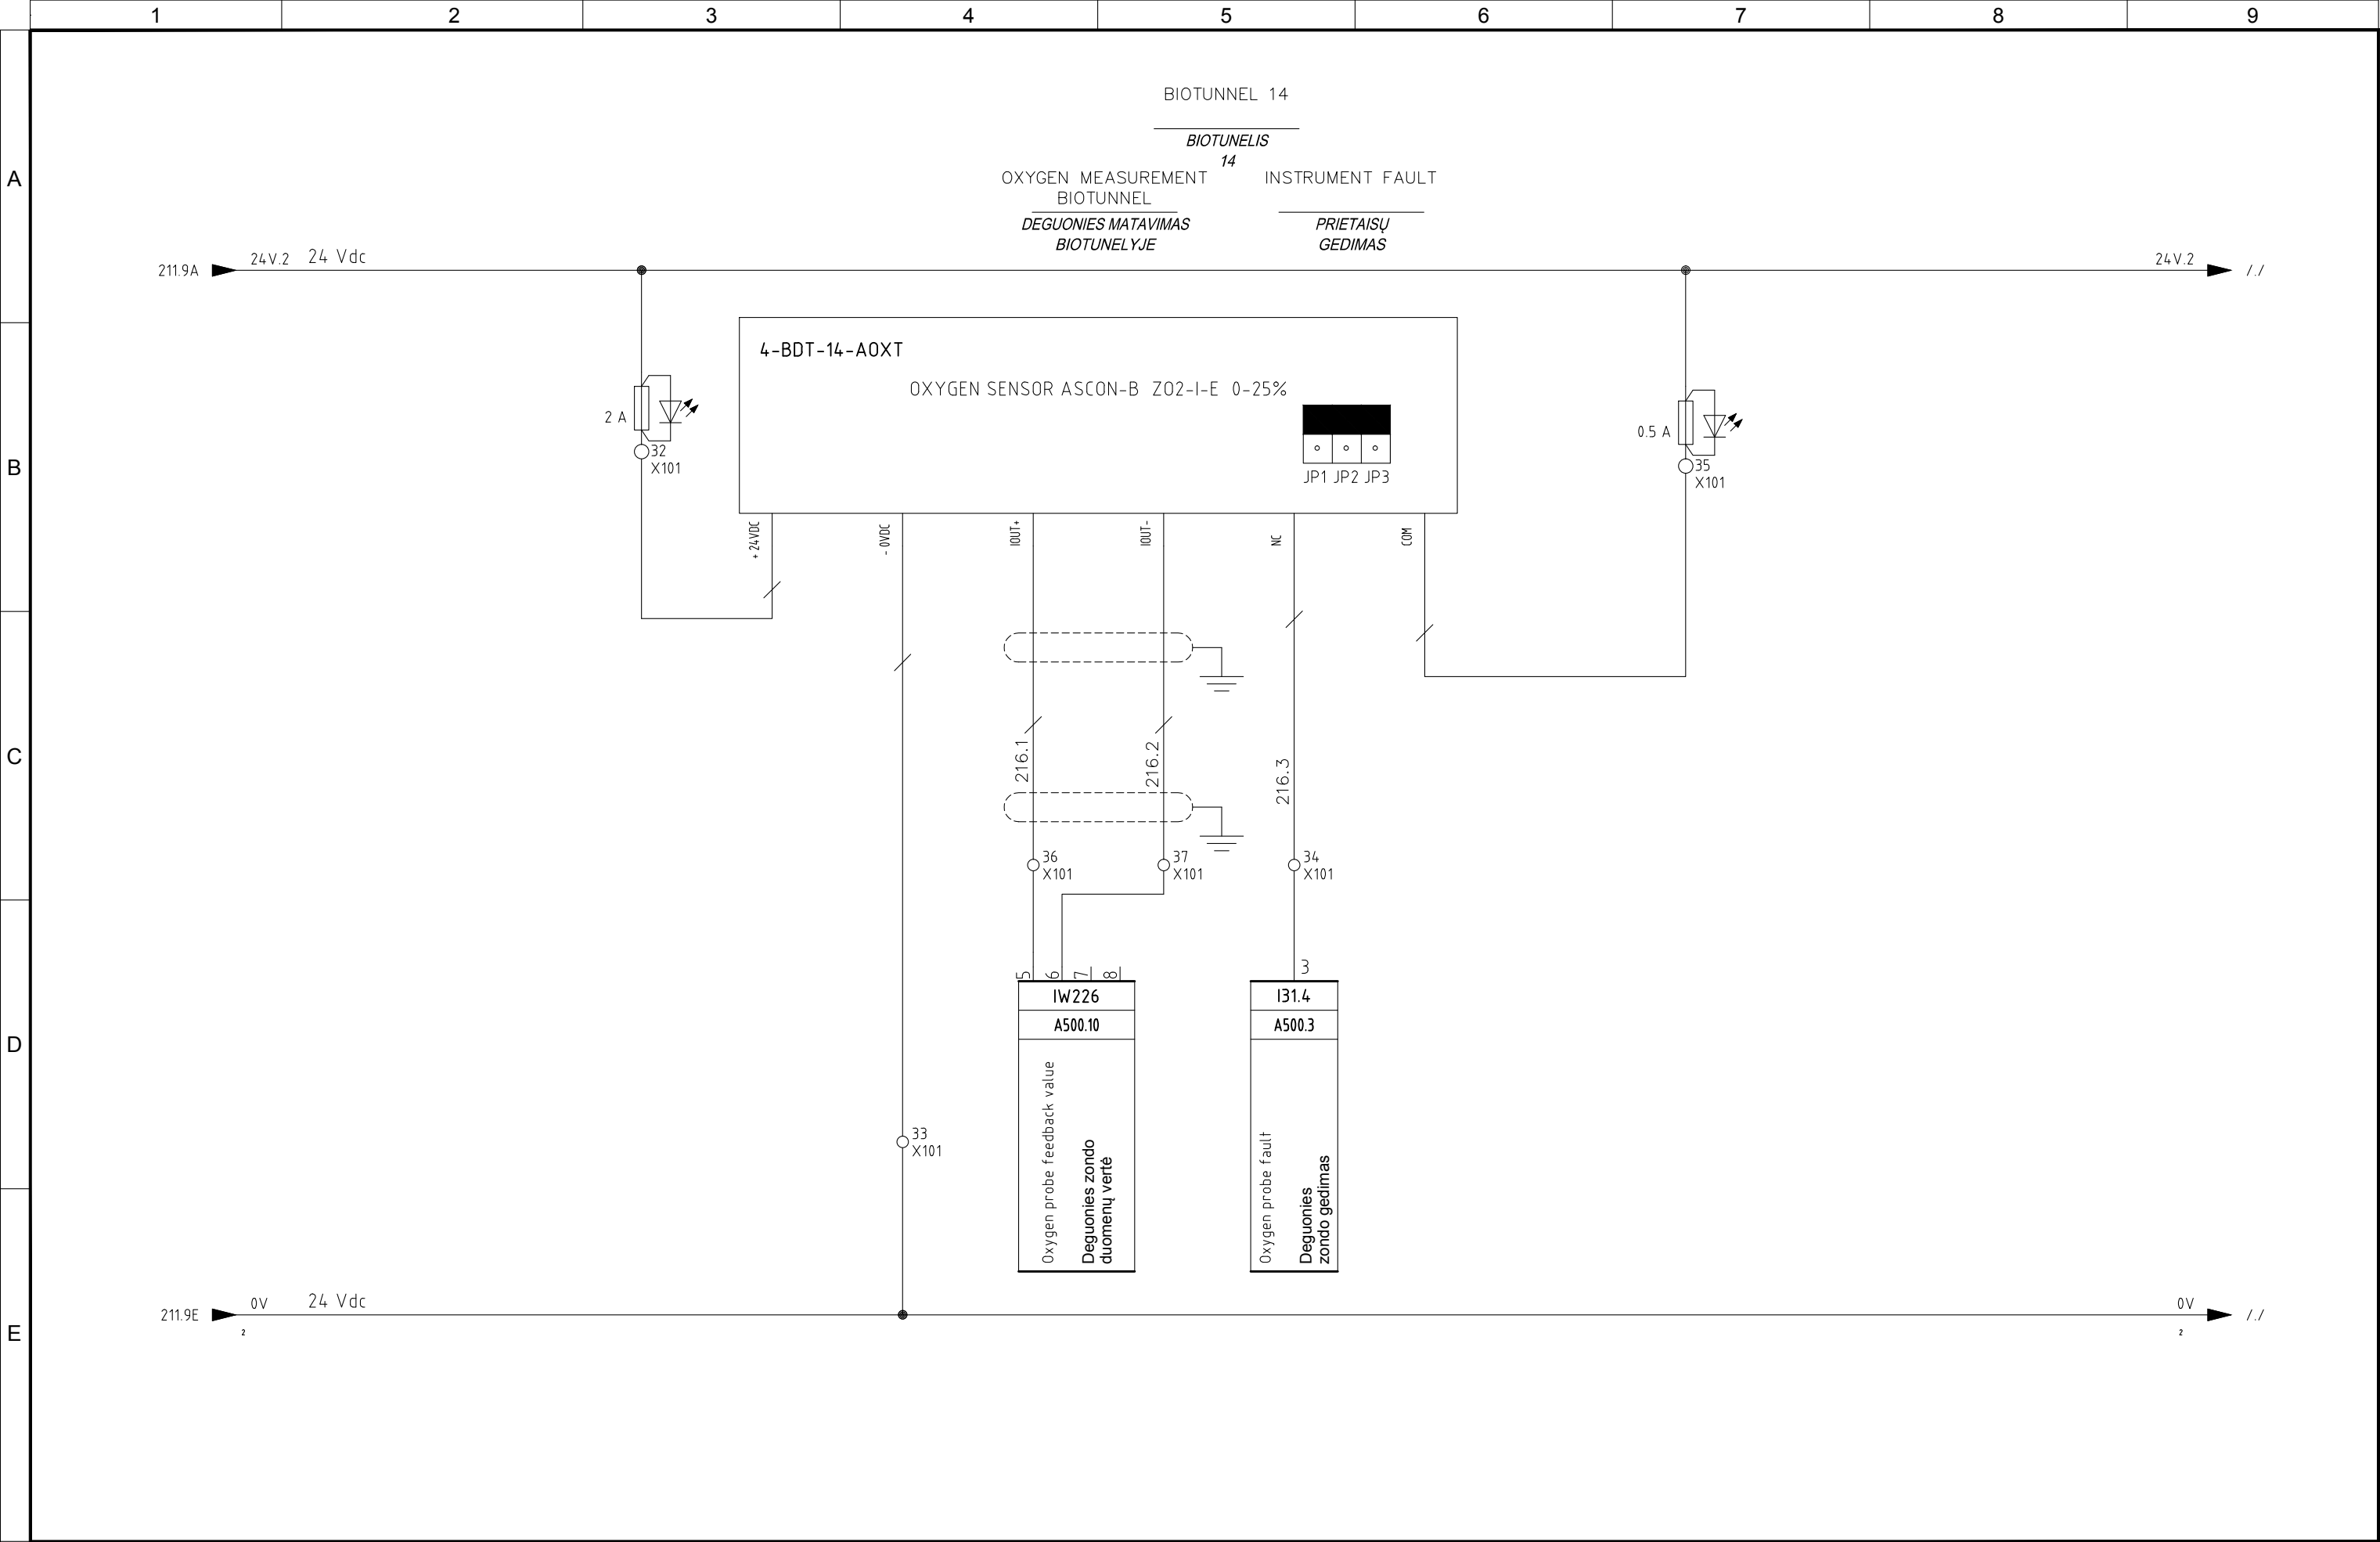 1 2 3 4 5 6 7 8 9
A
B
C
D
E
BIOTUNNEL 14
BIOTUNELIS
14
OXYGEN MEASUREMENT
BIOTUNNEL
DEGUONIES MATAVIMAS
BIOTUNELYJE
INSTRUMENT FAULT
PRIETAISŲ
GEDIMAS
211.9A 24V.2 24 Vdc
24V.2 /./
4-BDT-14-AOXT
OXYGEN SENSOR ASCON-B ZO2-I-E 0-25%
JP1 JP2 JP3
2 A
32
X101
0.5 A
35
X101
+24VDC
-0VDC
IOUT+
IOUT-
NC
COM
216.1
216.2
216.3
36
X101
37
X101
34
X101
5 6 7 8
IW226
A500.10
Oxygen probe feedback value
Deguonies zondo
duomenų vertė
3
I31.4
A500.3
Oxygen probe fault
Deguonies
zondo gedimas
33
X101
211.9E 0V 24 Vdc
2
0V /./
2